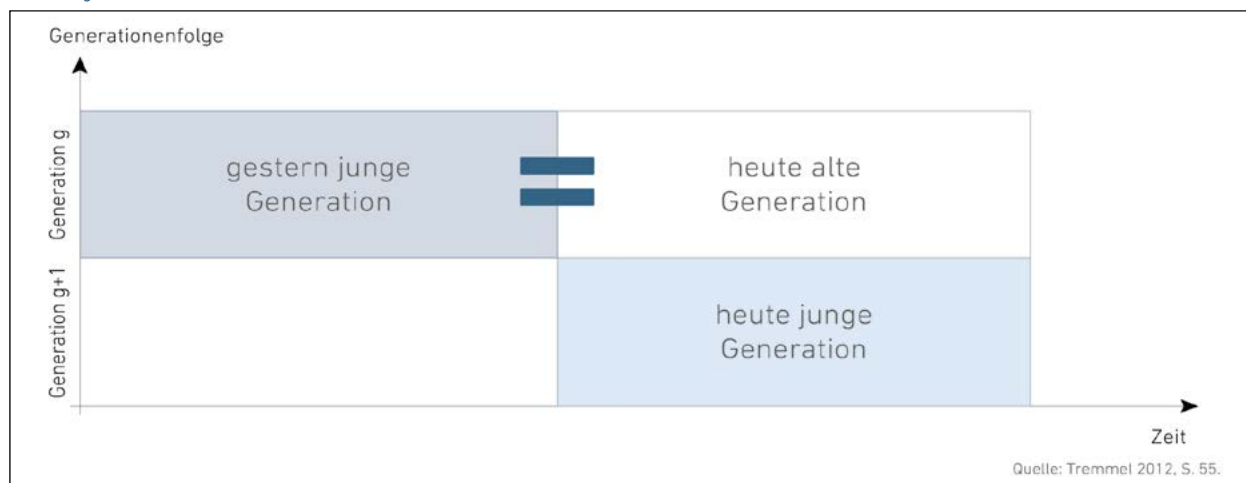 Generationenfolge
Generation g
gestern junge
Generation
heute alte
Generation
Generation g+1
heute junge
Generation
Zeit
Quelle: Tremmel 2012, S. 55.